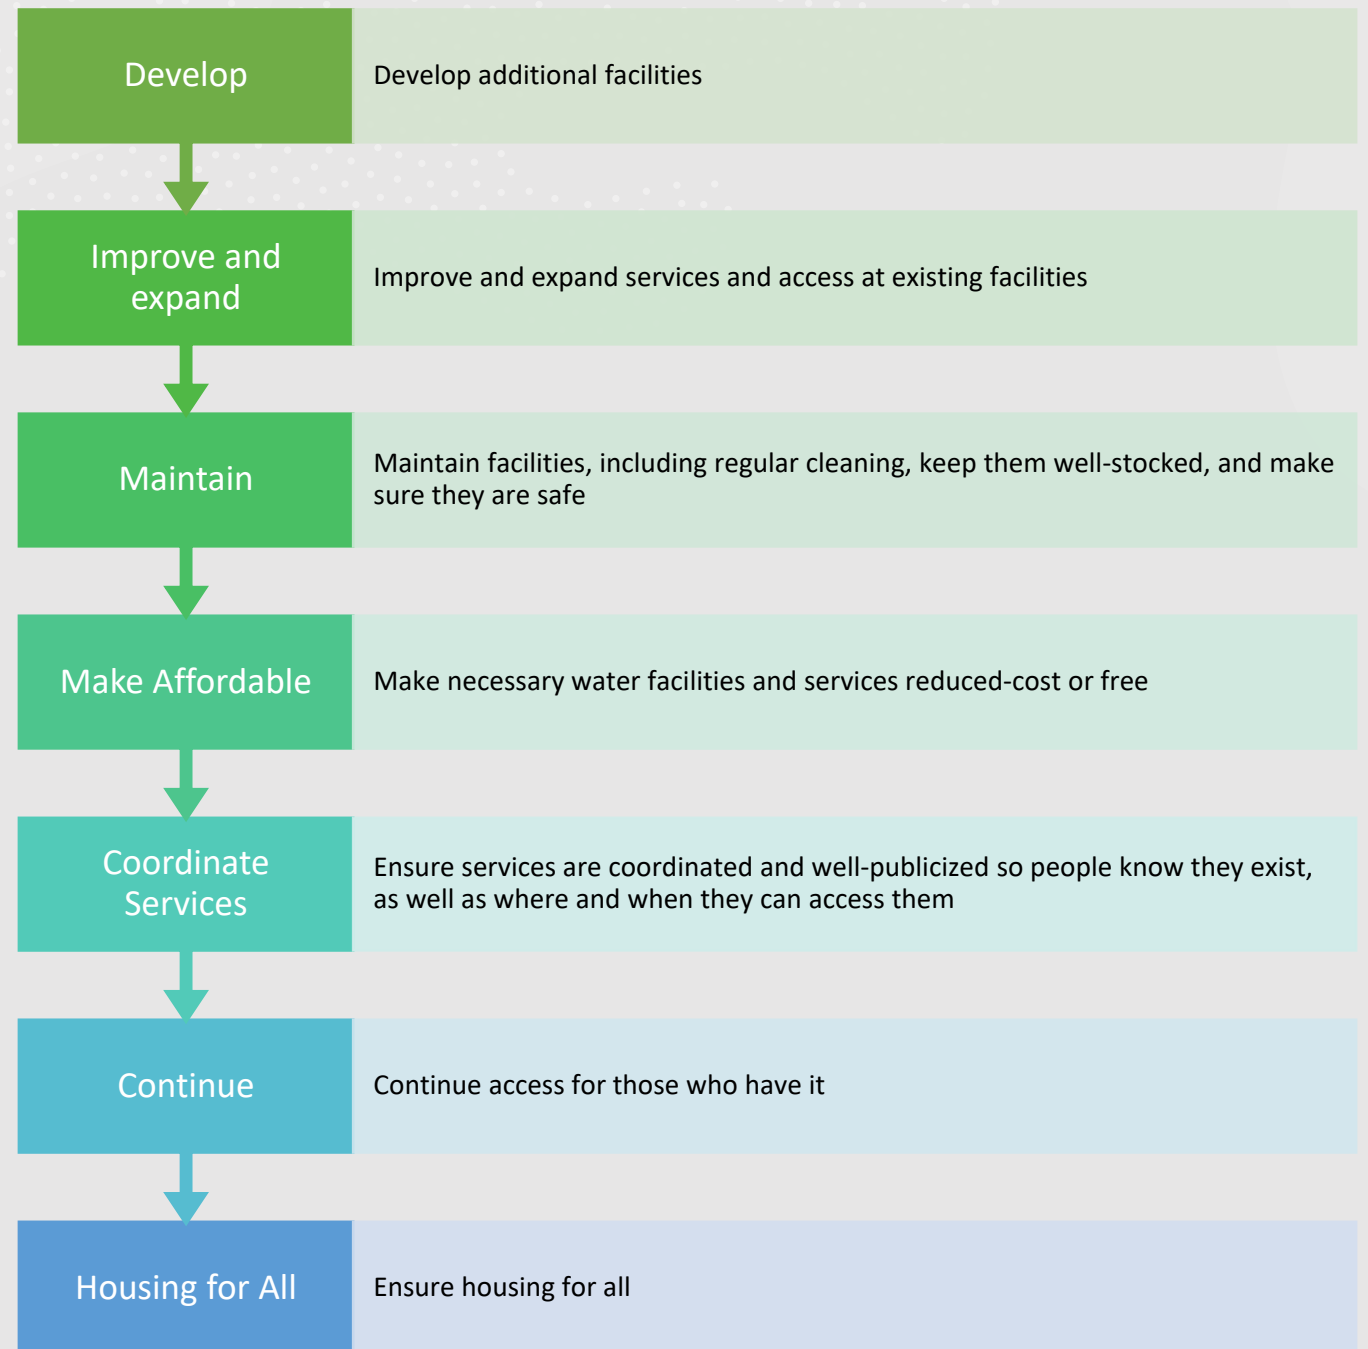 Develop
Develop additional facilities
Improve and
expand
Improve and expand services and access at existing facilities
Maintain
Maintain facilities, including regular cleaning, keep them well-stocked, and make
sure they are safe
Make Affordable
Make necessary water facilities and services reduced-cost or free
Coordinate
Services
Ensure services are coordinated and well-publicized so people know they exist,
as well as where and when they can access them
Continue
Continue access for those who have it
Housing for All
Ensure housing for all